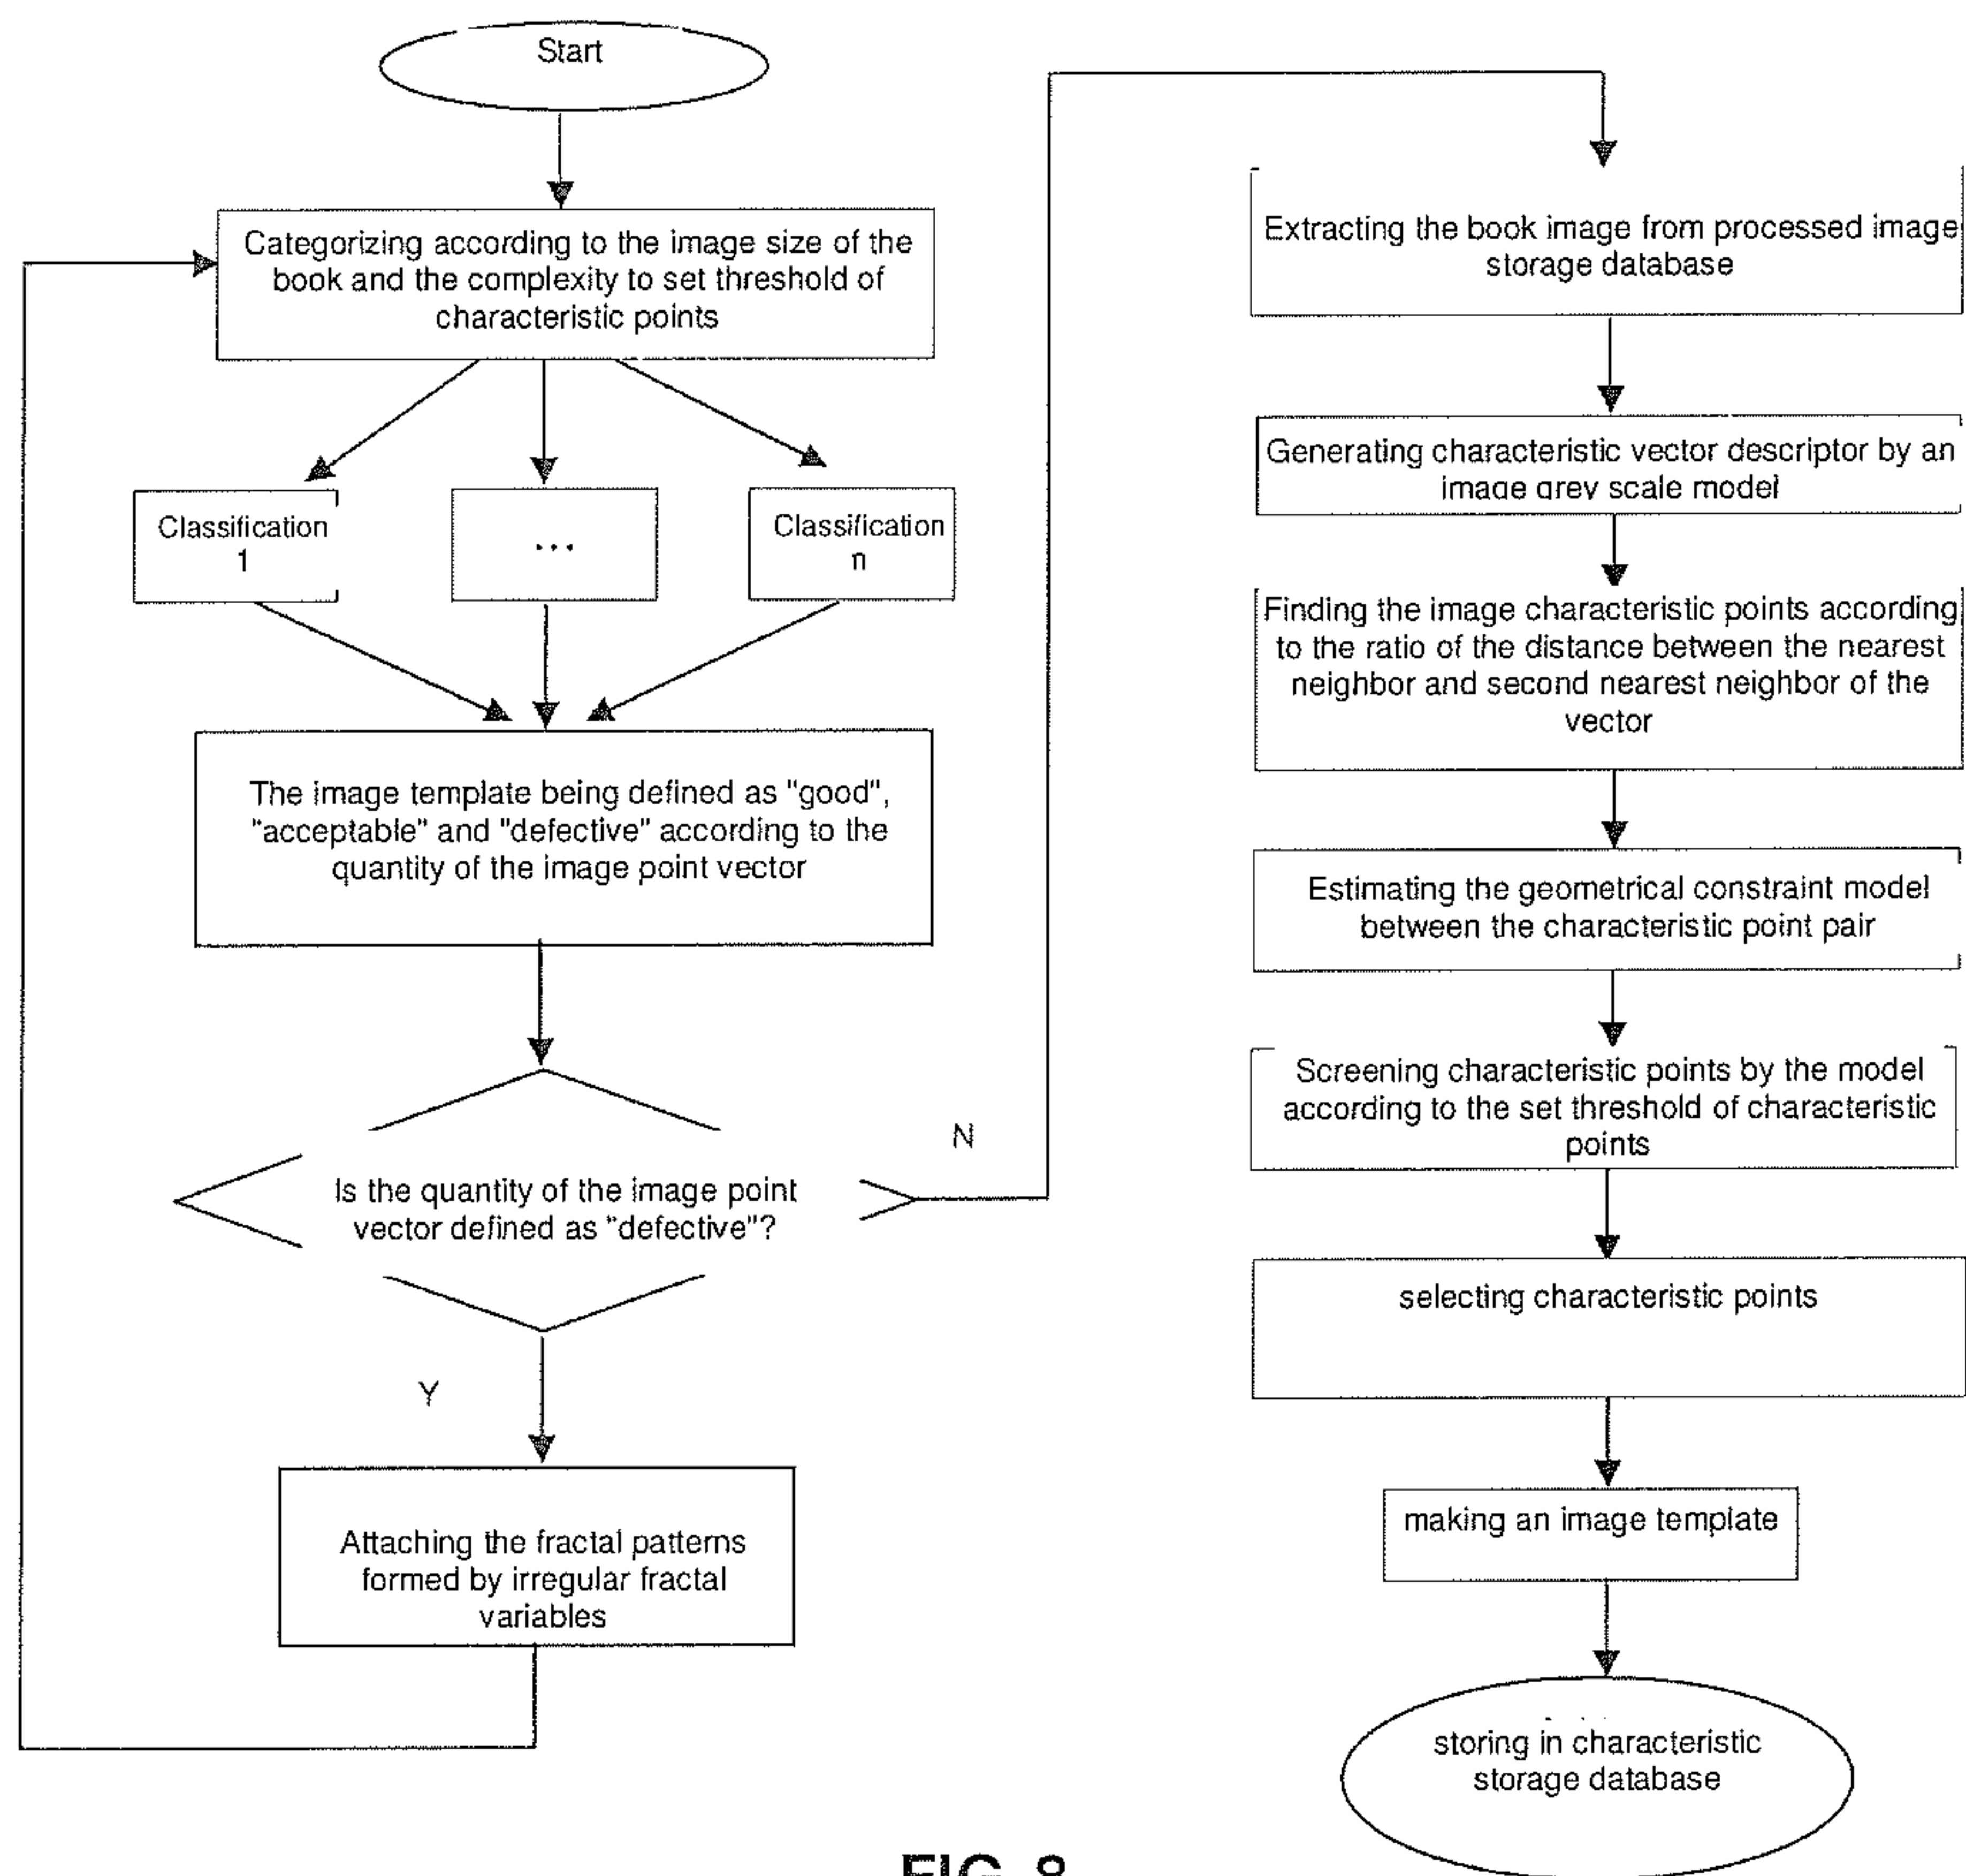 Start
Categorizing according to the image size of the
book and the complexity to set threshold of
characteristic points
Classification
1
...
Classification
n
The image template being defined as "good",
"acceptable" and "defective" according to the
quantity of the image point vector
Is the quantity of the image point
vector defined as "defective"?
N
Y
Attaching the fractal patterns
formed by irregular fractal
variables
Extracting the book image from processed image
storage database
Generating characteristic vector descriptor by an
image grey scale model
Finding the image characteristic points according
to the ratio of the distance between the nearest
neighbor and second nearest neighbor of the
vector
Estimating the geometrical constraint model
between the characteristic point pair
Screening characteristic points by the model
according to the set threshold of characteristic
points
selecting characteristic points
making an image template
storing in characteristic
storage database
FIG. 8